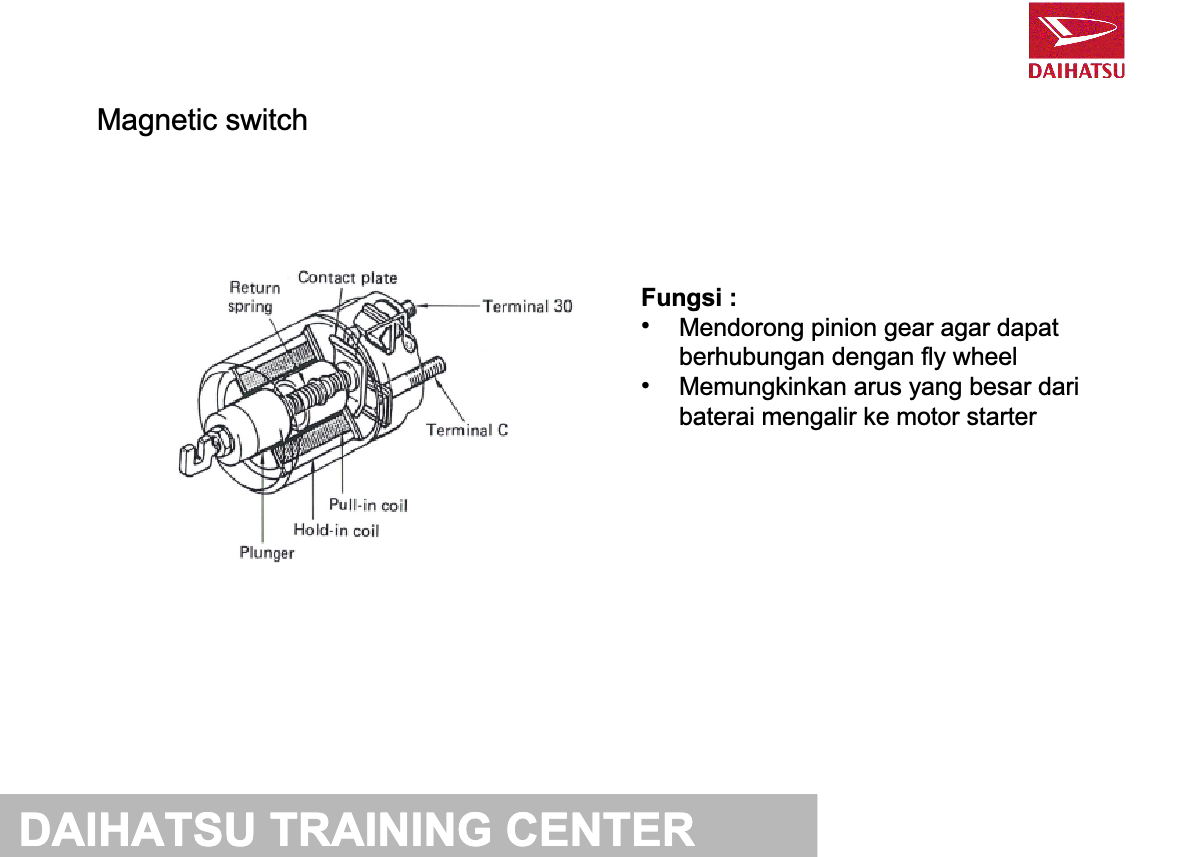 DAIHATSU
Magnetic switch
Return
spring
Contact plate
Terminal 30
Terminal C
Pull-in coil
Hold-in coil
Plunger
Fungsi :
• Mendorong pinion gear agar dapat
berhubungan dengan fly wheel
• Memungkinkan arus yang besar dari
baterai mengalir ke motor starter
DAIHATSU TRAINING CENTER